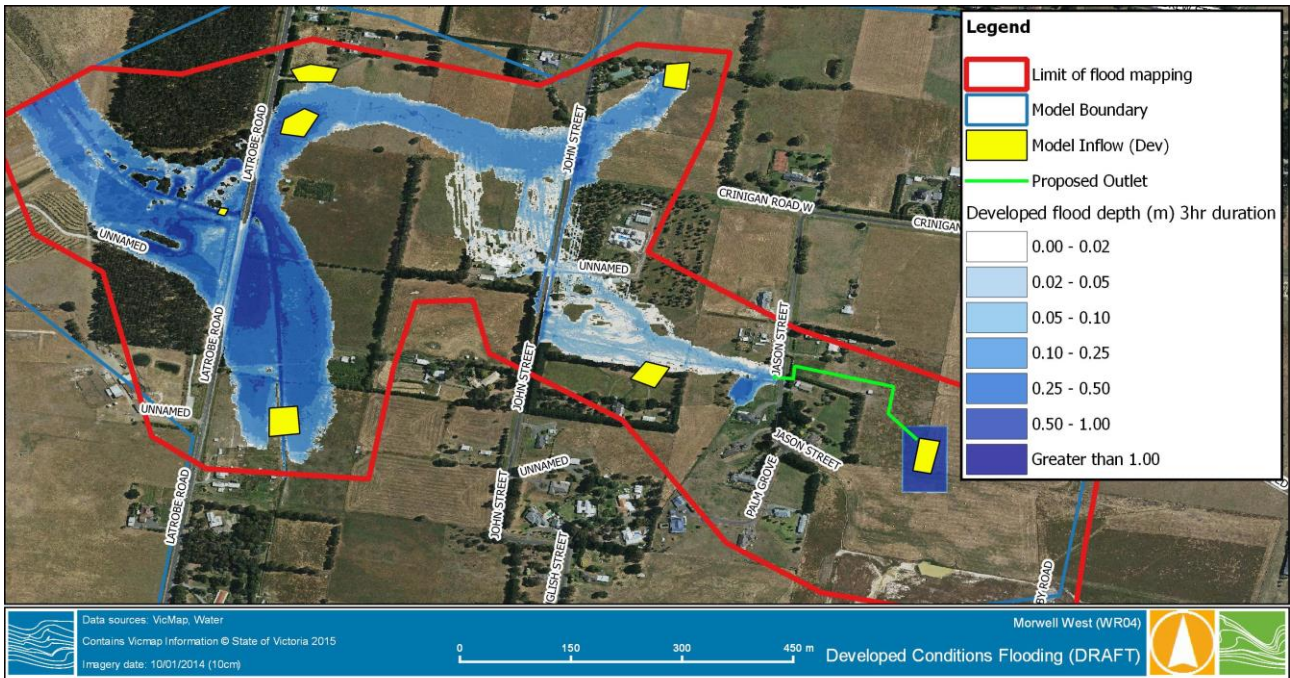 LATROBE ROAD
JOHN STREET
CRINIGAN ROAD W
CRINIGAN
UNNAMED
UNNAMED
LATROBE ROAD
JASON STREET
JOHN STREET
UNNAMED
JASON STREET
UNNAMED
PALM GROVE
LATROBE ROAD
JOHN STREET
GLISH STREET
BY ROAD
Legend
Limit of flood mapping
Model Boundary
Model Inflow (Dev)
Proposed Outlet
Developed flood depth (m) 3hr duration
0.00 - 0.02
0.02 - 0.05
0.05 - 0.10
0.10 - 0.25
0.25 - 0.50
0.50 - 1.00
Greater than 1.00
Data sources: VicMap, Water
Contains Vicmap Information © State of Victoria 2015
Imagery date: 10/01/2014 (10cm)
0 150 300 450 m
Morwell West (WR04)
Developed Conditions Flooding (DRAFT)